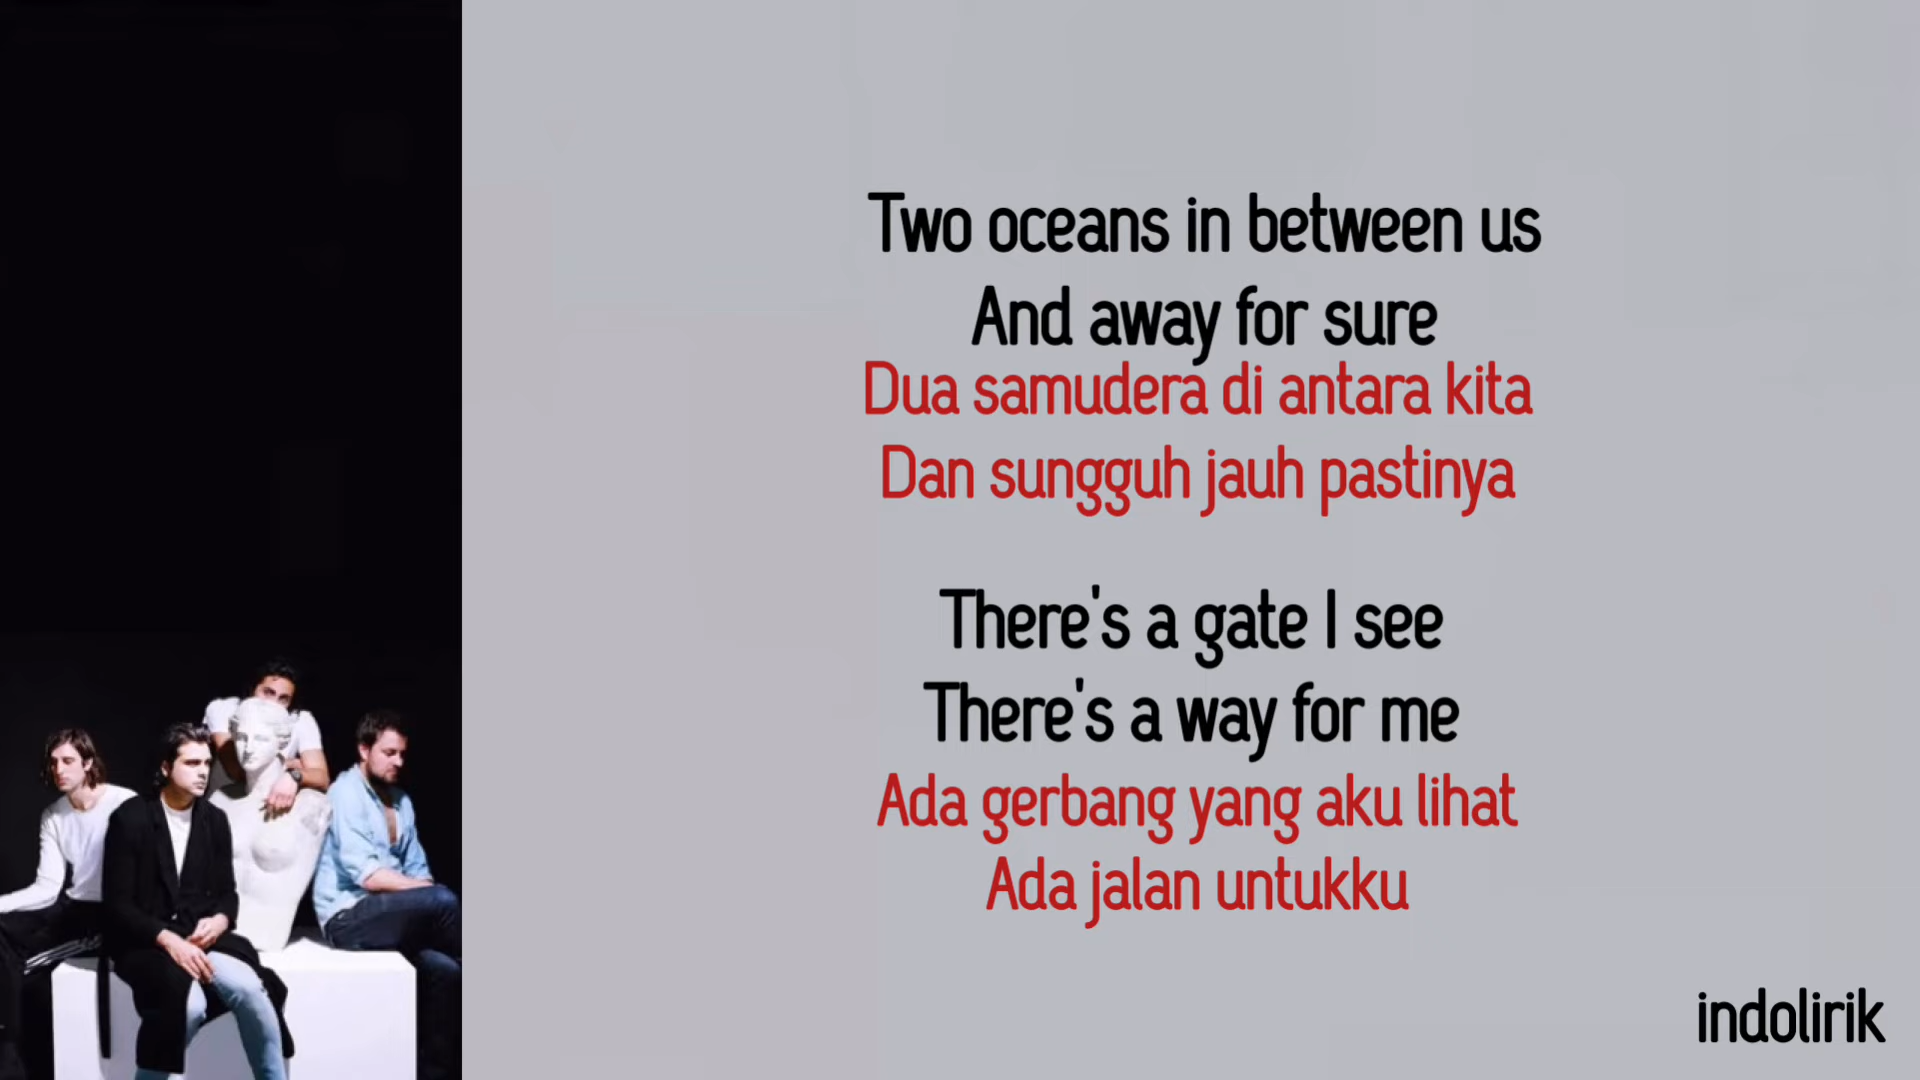 Two oceans in between us
And away for sure
Dua samudera di antara kita
Dan sungguh jauh pastinya
There's a gate I see
There's a way for me
Ada gerbang yang aku lihat
Ada jalan untukku
indolirik